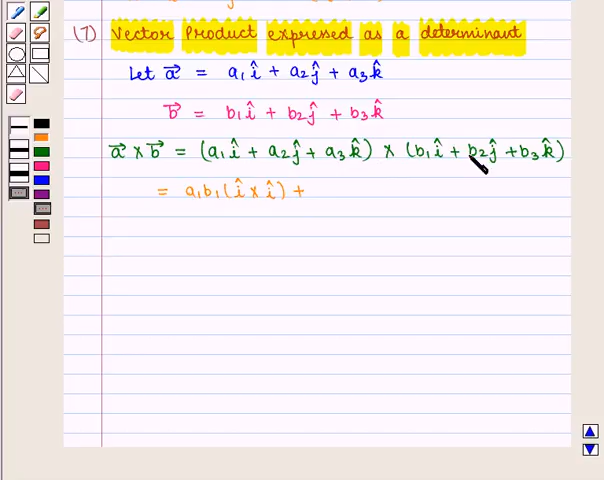 (7) Vector Product expressed as a determinant
Let a⃗ = a₁î + a₂ĵ + a₃k̂
b⃗ = b₁î + b₂ĵ + b₃k̂
a⃗ × b⃗ = (a₁î + a₂ĵ + a₃k̂) × (b₁î + b₂ĵ + b₃k̂)
= a₁b₁(î × î) +